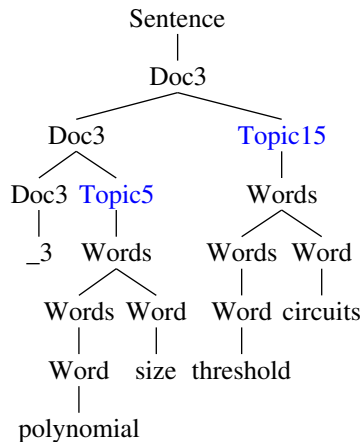 Sentence
Doc3
Doc3 Topic15
Doc3 Topic5 Words
_3 Words Words Word
Words Word Word circuits
Word size threshold
polynomial